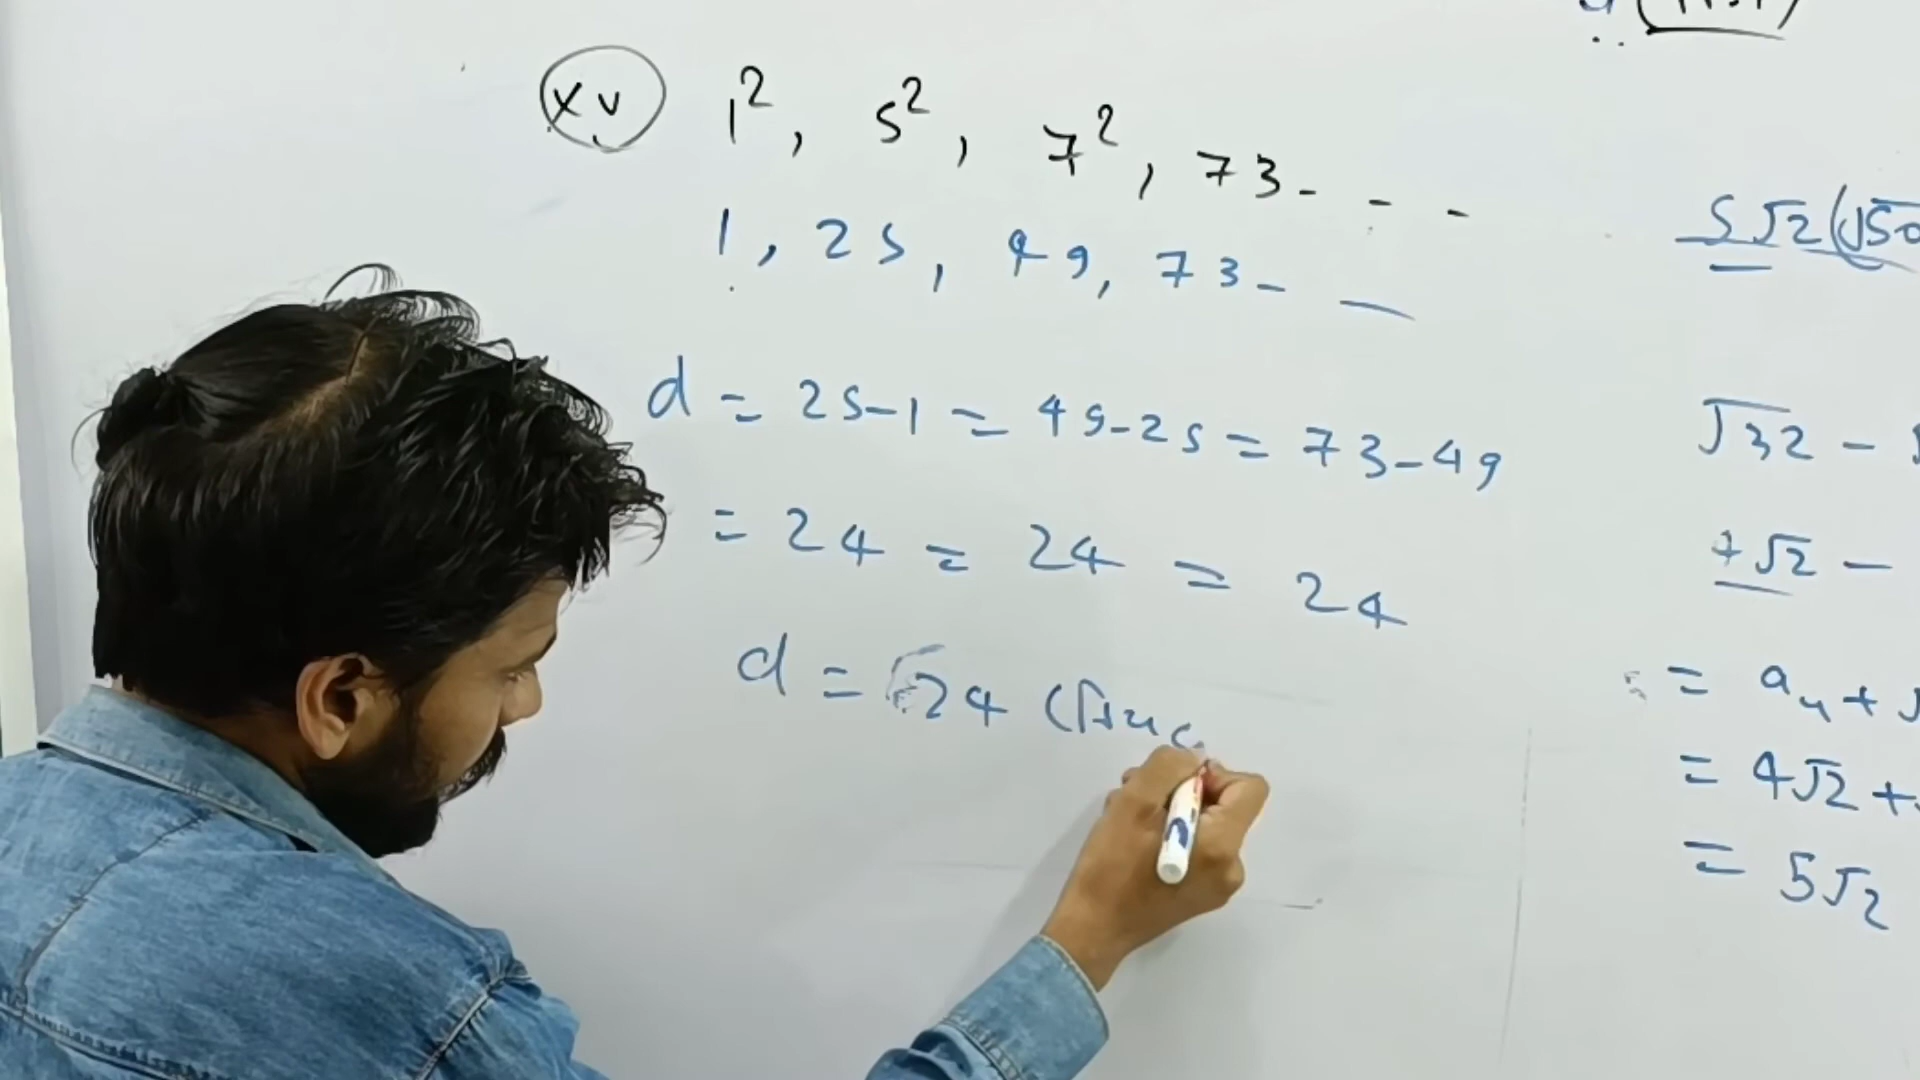 xv 1², 5², 7², 73- - -
1, 25, 49, 73- —
d = 25-1 = 49-25 = 73-49
= 24 = 24 = 24
d = 24
5√2 (√50
√32 -
+√2 -
= a₄ + √
= 4√2 +
= 5√2